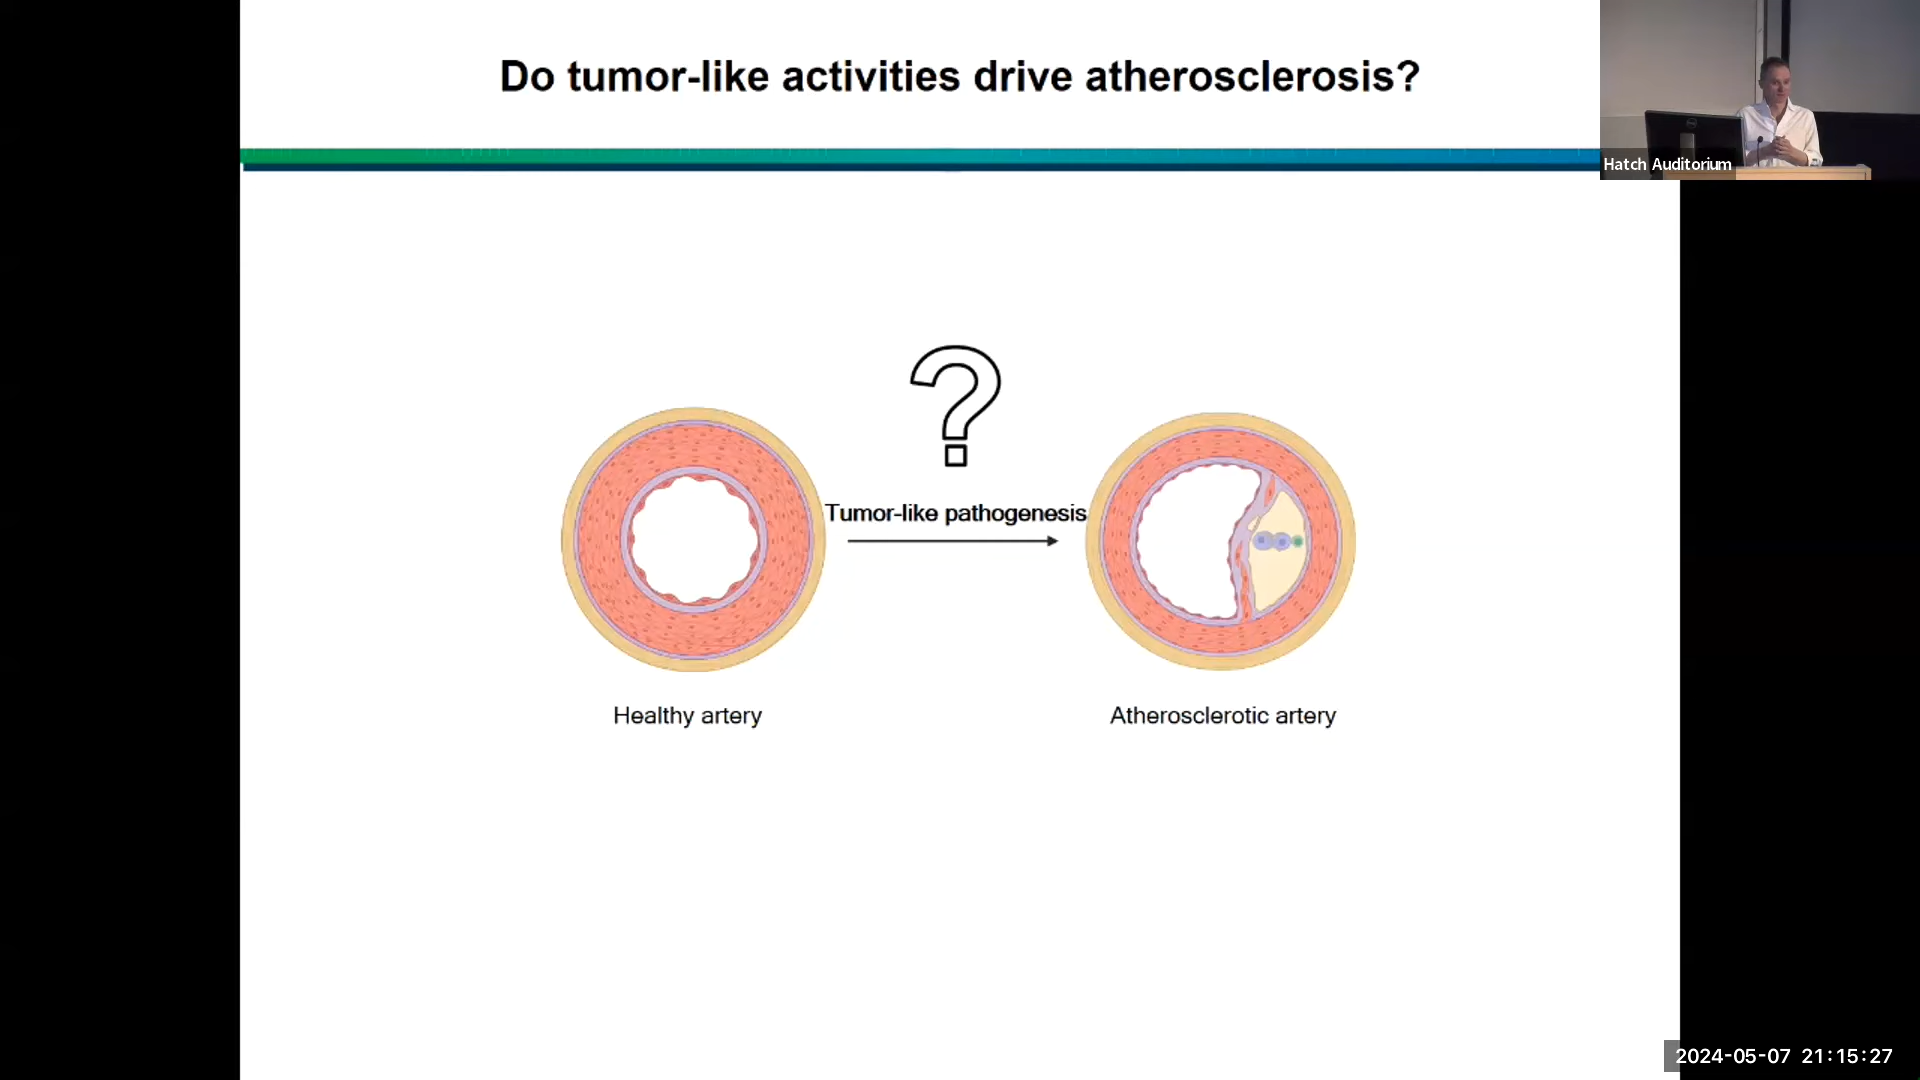 Do tumor-like activities drive atherosclerosis?
Hatch Auditorium
?
Tumor-like pathogenesis
Healthy artery
Atherosclerotic artery
2024-05-07 21:15:27